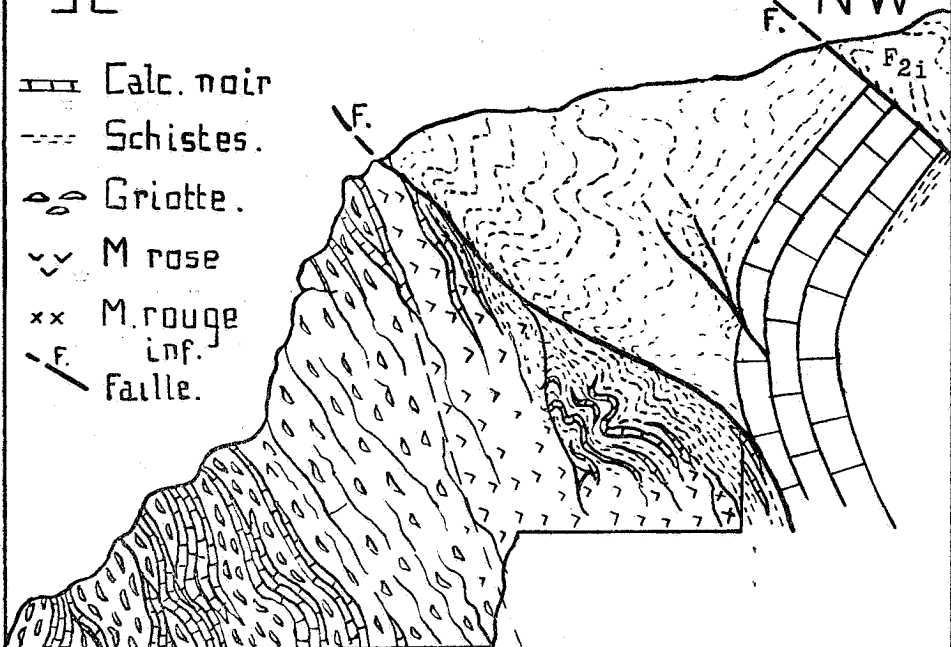 SE
NW
F.
F2i
F.
Calc. noir
Schistes.
Griotte.
M rose
M. rouge
inf.
F.
Faille.